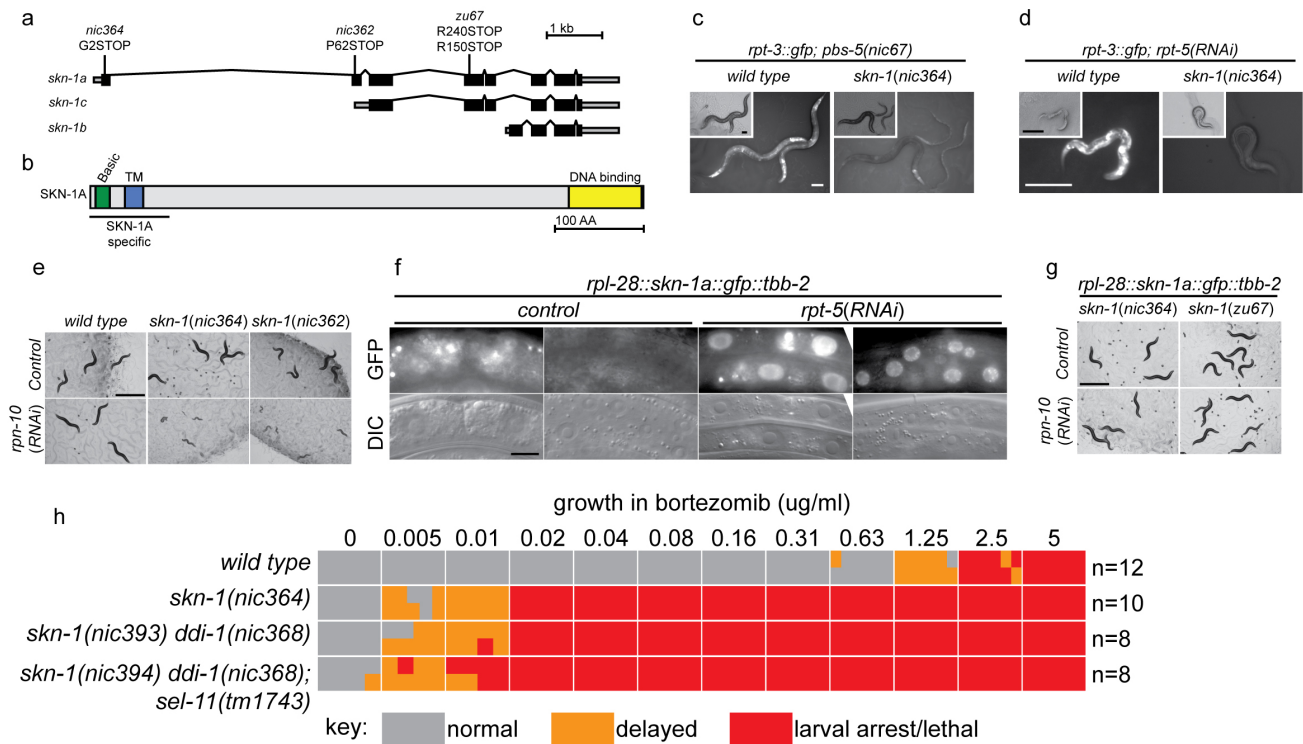 a
nic364
G2STOP
nic362
P62STOP
zu67
R240STOP
R150STOP
1 kb
skn-1a
skn-1c
skn-1b
b
Basic
TM
DNA binding
SKN-1A
SKN-1A
specific
100 AA
c
rpt-3::gfp; pbs-5(nic67)
wild type skn-1(nic364)
d
rpt-3::gfp; rpt-5(RNAi)
wild type skn-1(nic364)
e
wild type skn-1(nic364) skn-1(nic362)
Control
rpn-10
(RNAi)
f
rpl-28::skn-1a::gfp::tbb-2
control rpt-5(RNAi)
GFP
DIC
g
rpl-28::skn-1a::gfp::tbb-2
skn-1(nic364) skn-1(zu67)
Control
rpn-10
(RNAi)
h
growth in bortezomib (ug/ml)
0 0.005 0.01 0.02 0.04 0.08 0.16 0.31 0.63 1.25 2.5 5
wild type n=12
skn-1(nic364) n=10
skn-1(nic393) ddi-1(nic368) n=8
skn-1(nic394) ddi-1(nic368); n=8
sel-11(tm1743)
key: normal delayed larval arrest/lethal